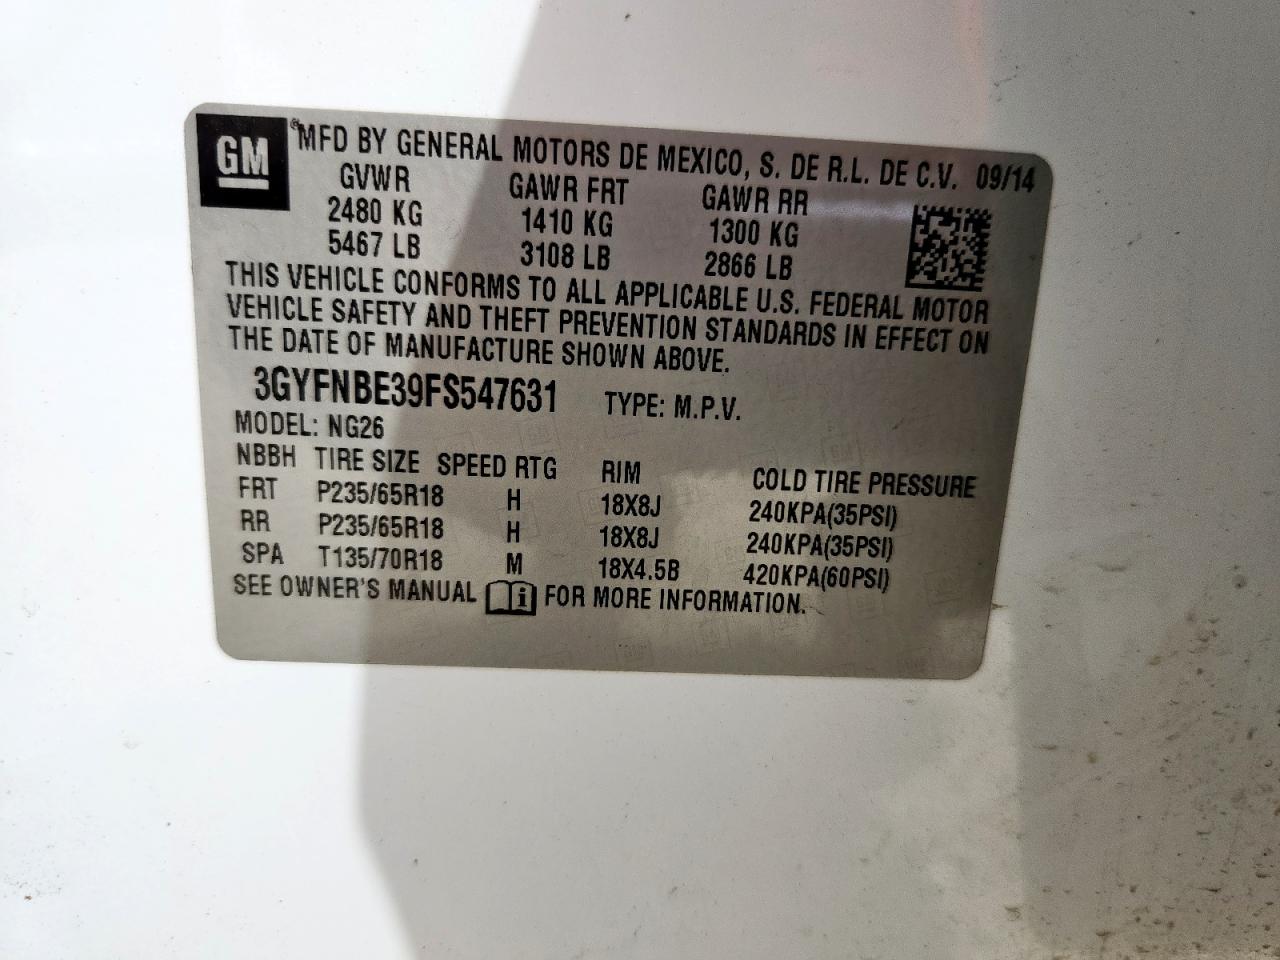 GM ® MFD BY GENERAL MOTORS DE MEXICO, S. DE R.L. DE C.V. 09/14
GVWR GAWR FRT GAWR RR
2480 KG 1410 KG 1300 KG
5467 LB 3108 LB 2866 LB
THIS VEHICLE CONFORMS TO ALL APPLICABLE U.S. FEDERAL MOTOR
VEHICLE SAFETY AND THEFT PREVENTION STANDARDS IN EFFECT ON
THE DATE OF MANUFACTURE SHOWN ABOVE.
3GYFNBE39FS547631 TYPE: M.P.V.
MODEL: NG26
NBBH TIRE SIZE SPEED RTG RIM COLD TIRE PRESSURE
FRT P235/65R18 H 18X8J 240KPA(35PSI)
RR P235/65R18 H 18X8J 240KPA(35PSI)
SPA T135/70R18 M 18X4.5B 420KPA(60PSI)
SEE OWNER'S MANUAL i FOR MORE INFORMATION.